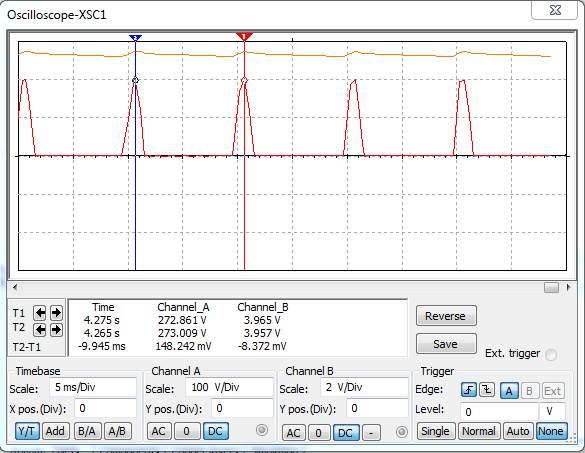 Oscilloscope-XSC1
2 1
T1
T2
T2-T1
Time Channel_A Channel_B
4.275 s 272.861 V 3.965 V
4.265 s 273.009 V 3.957 V
-9.945 ms 148.242 mV -8.372 mV
Reverse
Save
Ext. trigger
Timebase
Scale: 5 ms/Div
X pos.(Div): 0
Y/T Add B/A A/B
Channel A
Scale: 100 V/Div
Y pos.(Div): 0
AC 0 DC
Channel B
Scale: 2 V/Div
Y pos.(Div): 0
AC 0 DC -
Trigger
Edge: A B Ext
Level: 0 V
Single Normal Auto None